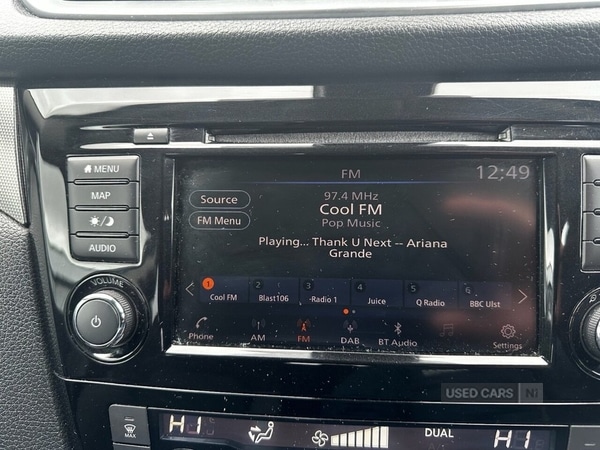 FM
12:49
MENU
MAP
AUDIO
VOLUME
Source
FM Menu
97.4 MHz
Cool FM
Pop Music
Playing... Thank U Next -- Ariana
Grande
1 2 3 4 5 6
Cool FM Blast106 -Radio 1 Juice Q Radio BBC Ulst
Phone AM FM DAB BT Audio Settings
USED CARS NI
MAX
HI DUAL HI